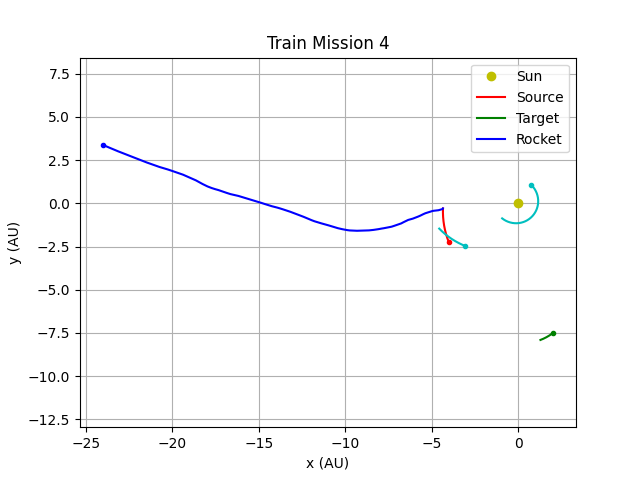 Train Mission 4
Sun
Source
Target
Rocket
7.5
5.0
2.5
0.0
−2.5
−5.0
−7.5
−10.0
−12.5
y (AU)
−25 −20 −15 −10 −5 0
x (AU)